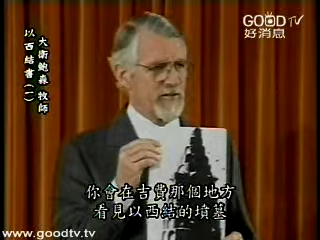 GOOD TV
好消息
大衛鮑森 牧師
以西結書(一)
你會在吉費那個地方
看見以西結的墳墓
www.goodtv.tv